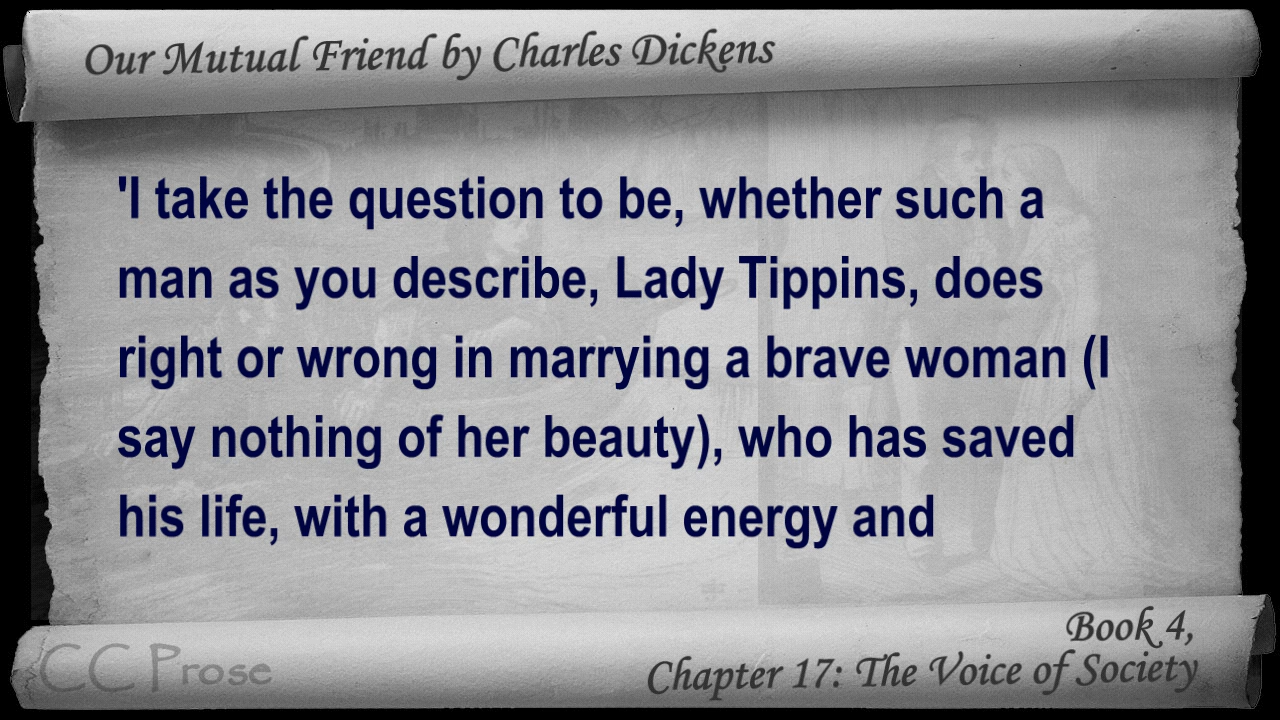 Our Mutual Friend by Charles Dickens
'I take the question to be, whether such a
man as you describe, Lady Tippins, does
right or wrong in marrying a brave woman (I
say nothing of her beauty), who has saved
his life, with a wonderful energy and
CC Prose
Book 4,
Chapter 17: The Voice of Society